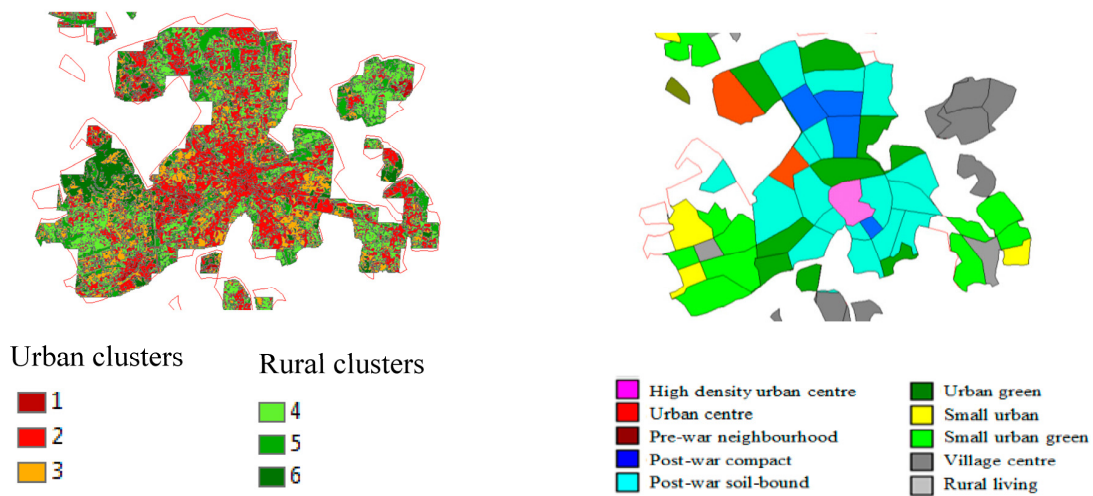 Urban clusters
1
2
3
Rural clusters
4
5
6
High density urban centre
Urban centre
Pre-war neighbourhood
Post-war compact
Post-war soil-bound
Urban green
Small urban
Small urban green
Village centre
Rural living